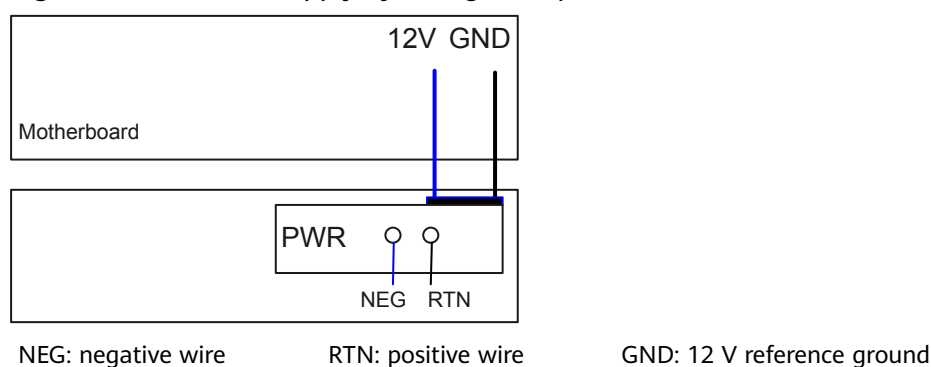 12V GND
Motherboard
PWR
NEG RTN
NEG: negative wire RTN: positive wire GND: 12 V reference ground